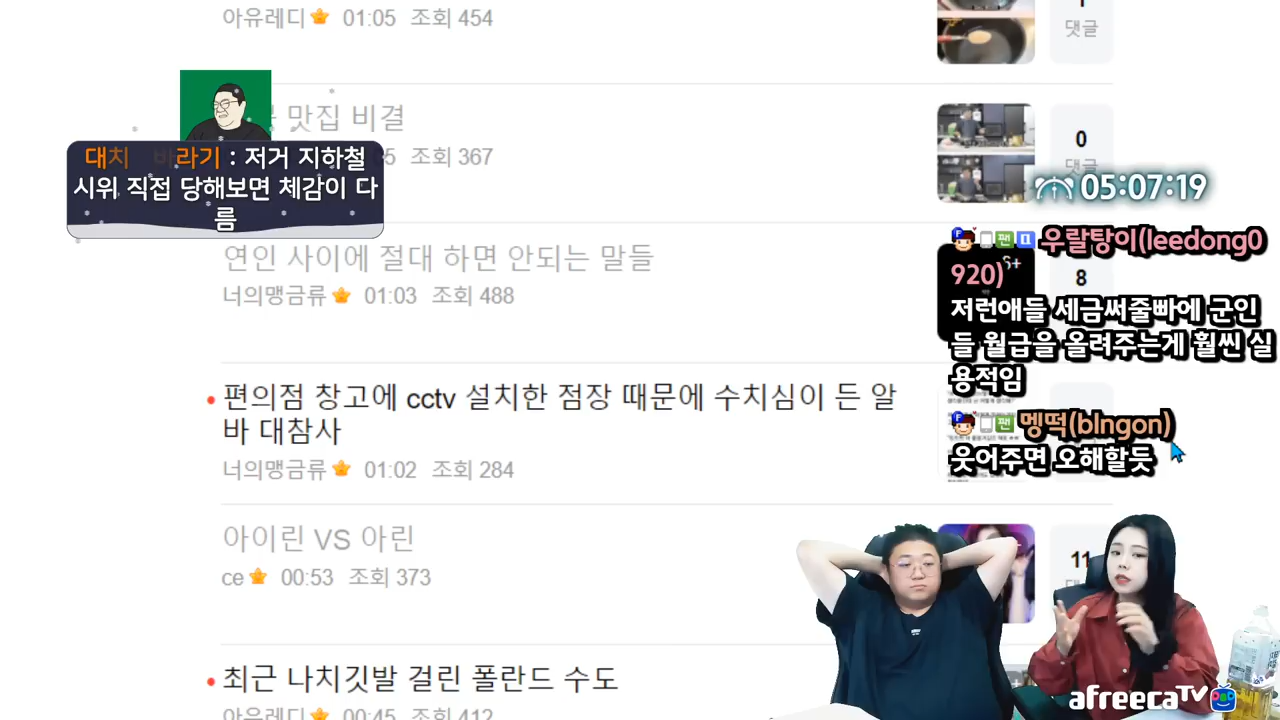 아유레디 01:05 조회 454
댓글
맛집 비결
조회 367
0
댓글
대치 바라기 : 저거 지하철
시위 직접 당해보면 체감이 다
름
05:07:19
연인 사이에 절대 하면 안되는 말들
너의맹금류 01:03 조회 488
8
우랄탕이(leedong0
920)
저런애들 세금써줄빠에 군인
들 월급을 올려주는게 훨씬 실
용적임
멩떡(blngon)
웃어주면 오해할듯
편의점 창고에 cctv 설치한 점장 때문에 수치심이 든 알
바 대참사
너의맹금류 01:02 조회 284
아이린 VS 아린
ce 00:53 조회 373
11
최근 나치깃발 걸린 폴란드 수도
아유레디 00:45 조회 412
afreecaTV